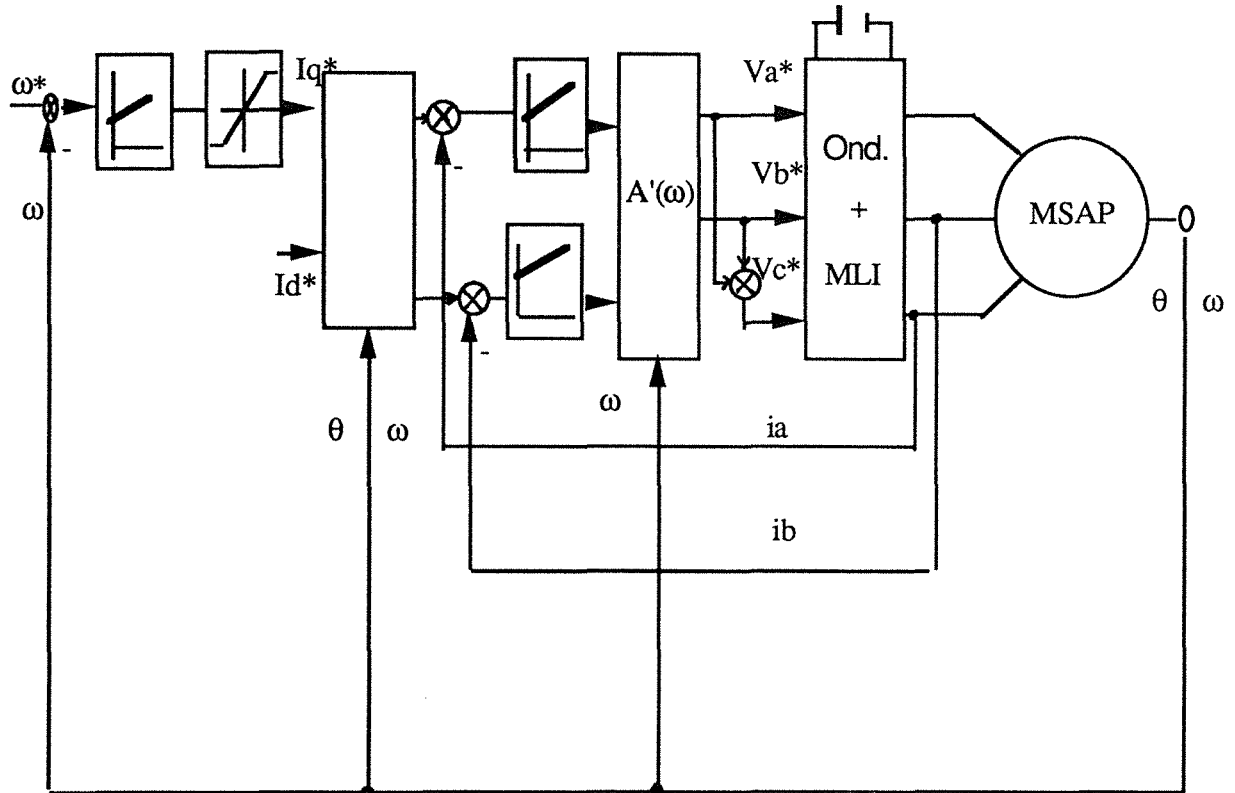 ω*
-
ω
Iq*
Id*
θ ω
-
-
A'(ω)
ω
Va*
Vb*
Vc*
Ond.
+
MLI
MSAP
θ ω
ia
ib